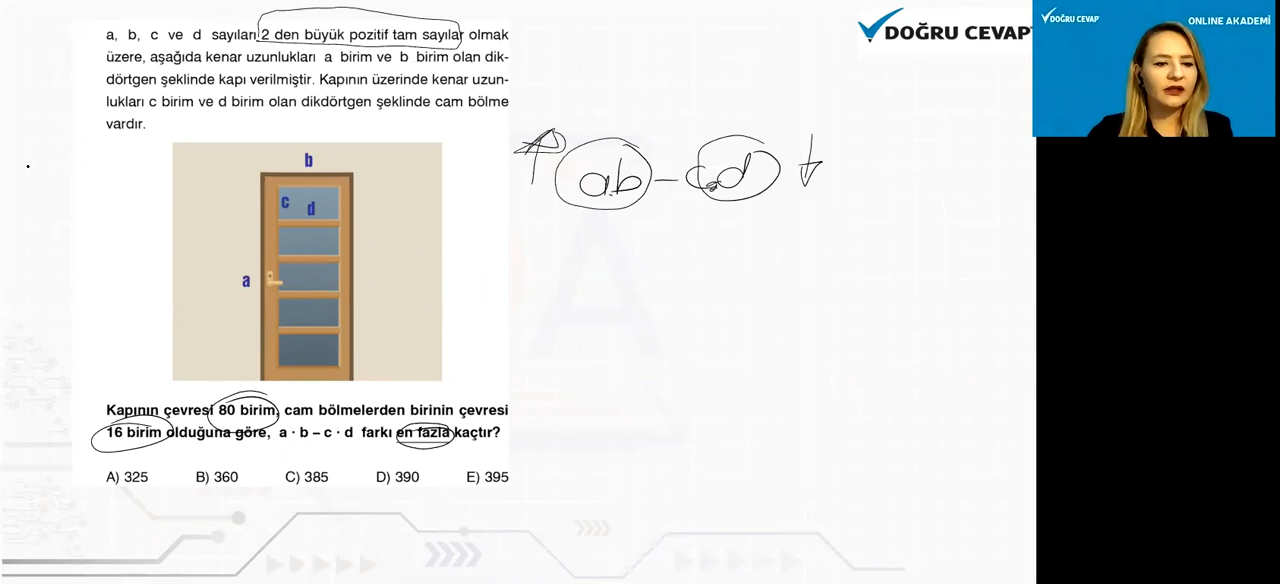 a, b, c ve d sayıları 2 den büyük pozitif tam sayılar olmak
üzere, aşağıda kenar uzunlukları a birim ve b birim olan dik-
dörtgen şeklinde kapı verilmiştir. Kapının üzerinde kenar uzun-
lukları c birim ve d birim olan dikdörtgen şeklinde cam bölme
vardır.
b
c
d
a
Kapının çevresi 80 birim, cam bölmelerden birinin çevresi
16 birim olduğuna göre, a · b – c · d farkı en fazla kaçtır?
A) 325 B) 360 C) 385 D) 390 E) 395
a.b – c.d
DOĞRU CEVAP
DOĞRU CEVAP
ONLINE AKADEMİ